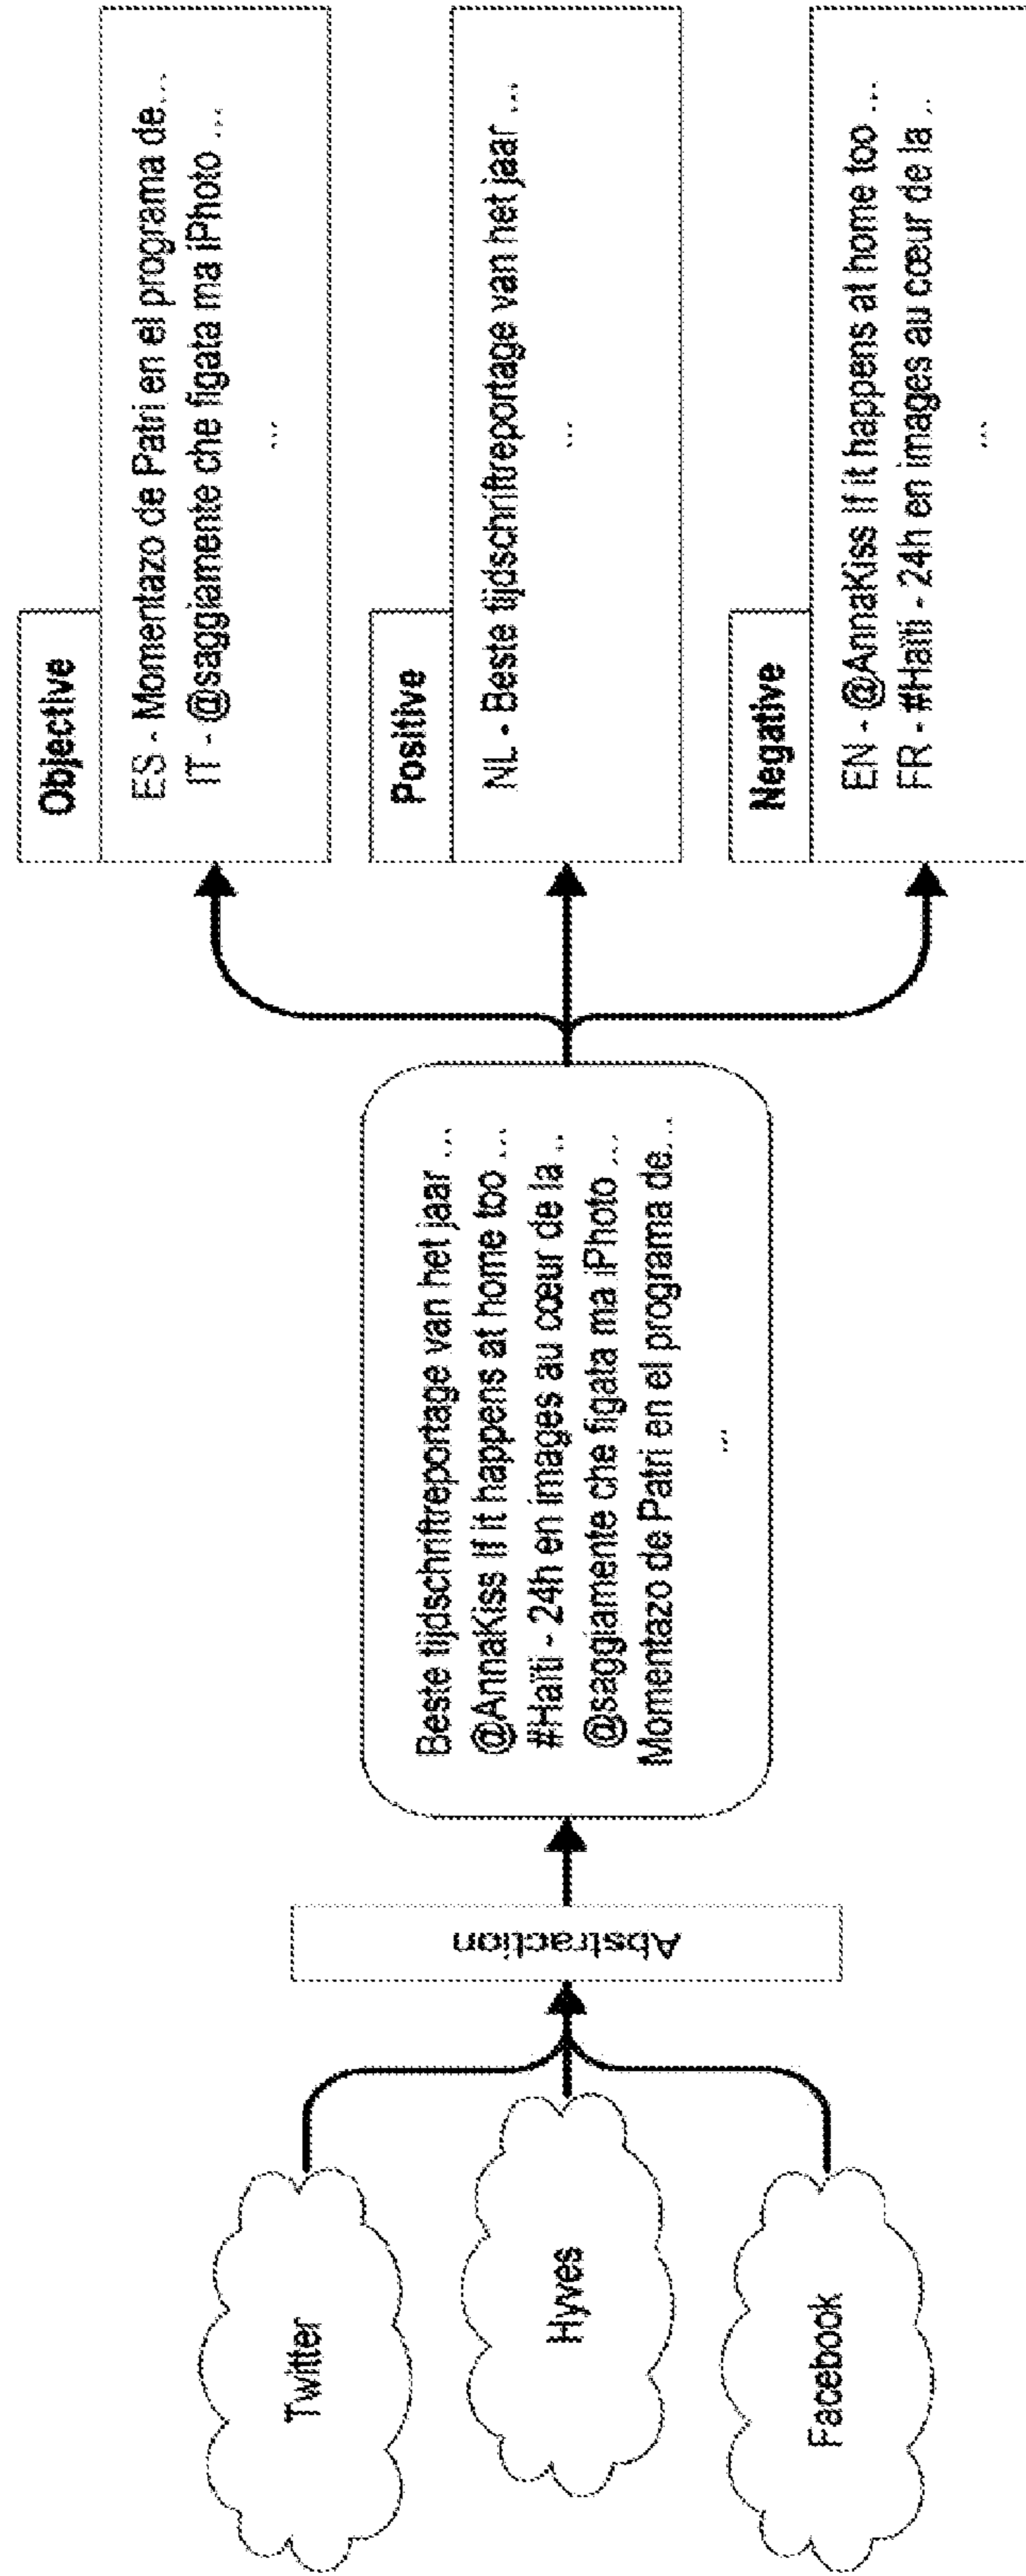 Twitter
Hyves
Facebook
Abstraction
Beste tijdschriftreportage van het jaar ...
@AnnaKiss If it happens at home too ...
#Haïti - 24h en images au cœur de la ...
@saggiamente che figata ma iPhoto ...
Momentazo de Patri en el programa de...
...
Objective
ES - Momentazo de Patri en el programa de...
IT - @saggiamente che figata ma iPhoto ...
...
Positive
NL - Beste tijdschriftreportage van het jaar ...
...
Negative
EN - @AnnaKiss If it happens at home too ...
FR - #Haïti - 24h en images au cœur de la ...
...